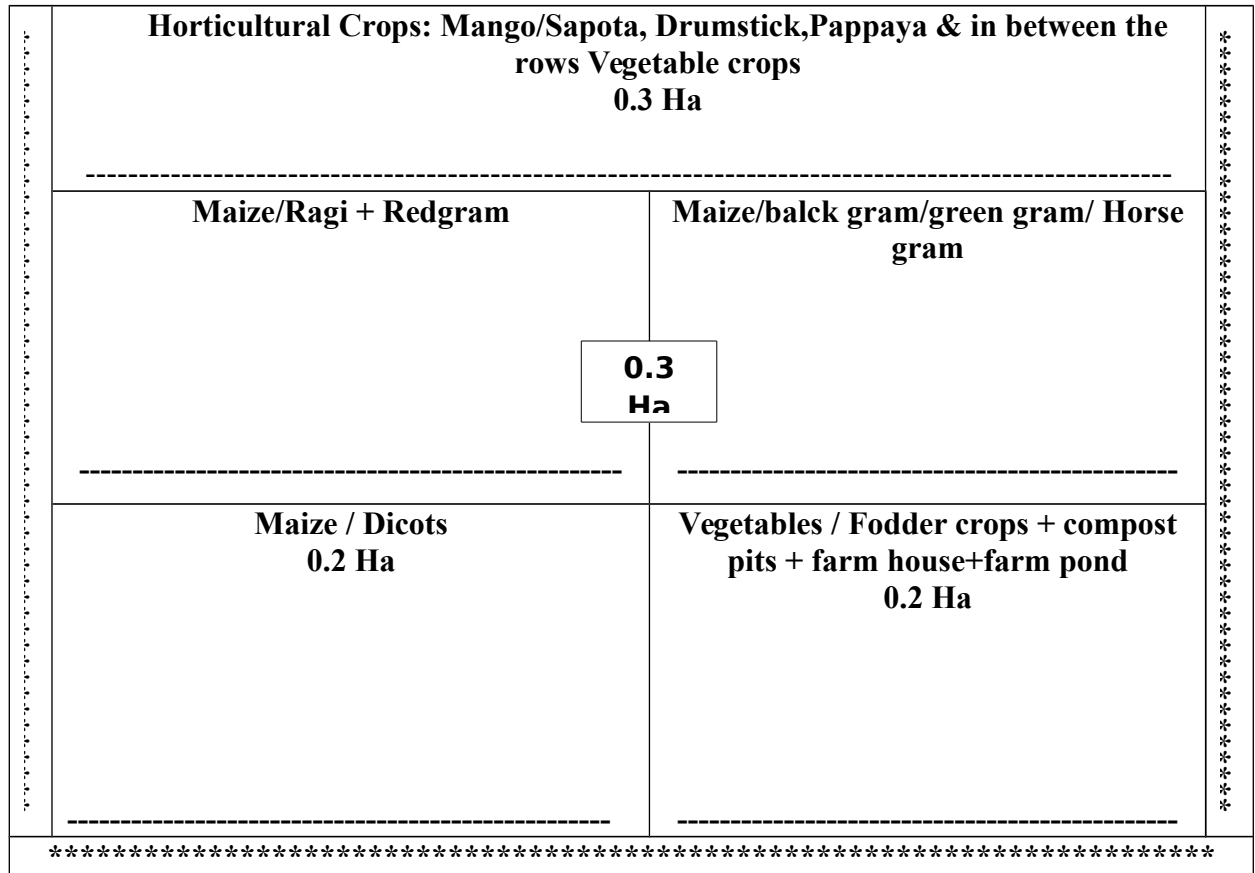 Horticultural Crops: Mango/Sapota, Drumstick,Pappaya & in between the
rows Vegetable crops
0.3 Ha
Maize/Ragi + Redgram
Maize/balck gram/green gram/ Horse
gram
0.3
Ha
Maize / Dicots
0.2 Ha
Vegetables / Fodder crops + compost
pits + farm house+farm pond
0.2 Ha